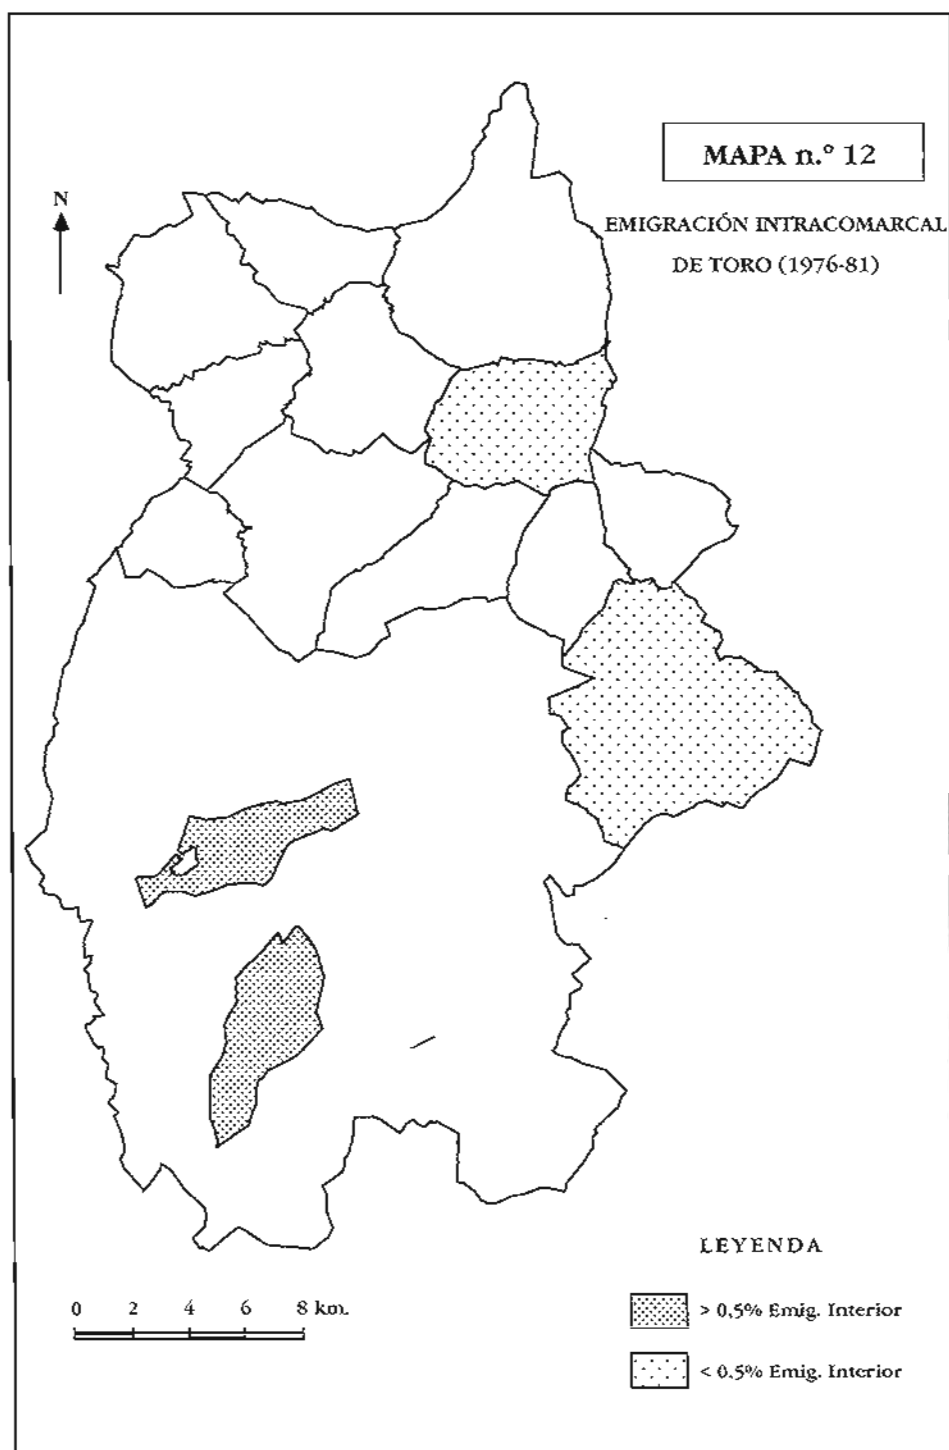 MAPA n.º 12
N
EMIGRACIÓN INTRACOMARCAL
DE TORO (1976-81)
LEYENDA
0 2 4 6 8 km.
> 0,5% Emig. Interior
< 0,5% Emig. Interior